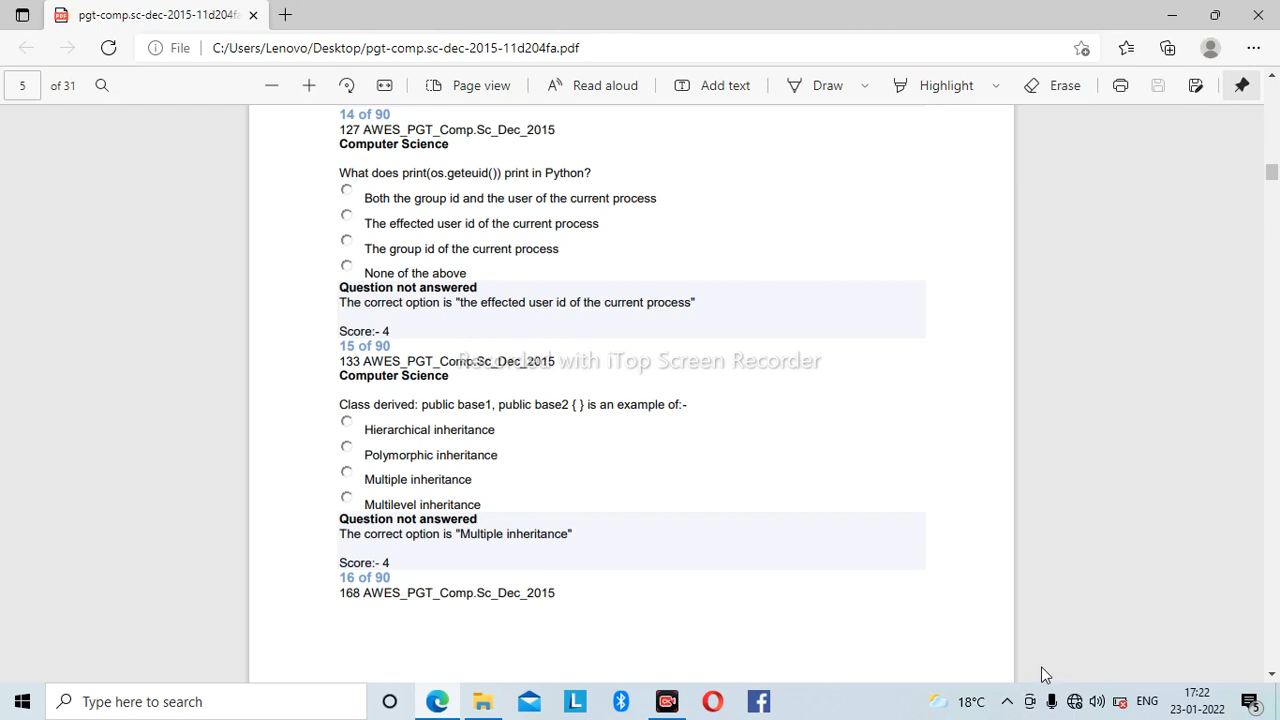 pgt-comp.sc-dec-2015-11d204fa
File
C:/Users/Lenovo/Desktop/pgt-comp.sc-dec-2015-11d204fa.pdf
5 of 31
Page view
Read aloud
Add text
Draw
Highlight
Erase
14 of 90
127 AWES_PGT_Comp.Sc_Dec_2015
Computer Science
What does print(os.geteuid()) print in Python?
Both the group id and the user of the current process
The effected user id of the current process
The group id of the current process
None of the above
Question not answered
The correct option is "the effected user id of the current process"
Score:- 4
15 of 90
133 AWES_PGT_Comp.Sc_Dec_2015
Recorded with iTop Screen Recorder
Computer Science
Class derived: public base1, public base2 { } is an example of:-
Hierarchical inheritance
Polymorphic inheritance
Multiple inheritance
Multilevel inheritance
Question not answered
The correct option is "Multiple inheritance"
Score:- 4
16 of 90
168 AWES_PGT_Comp.Sc_Dec_2015
Type here to search
18°C
ENG
17:22
23-01-2022
5